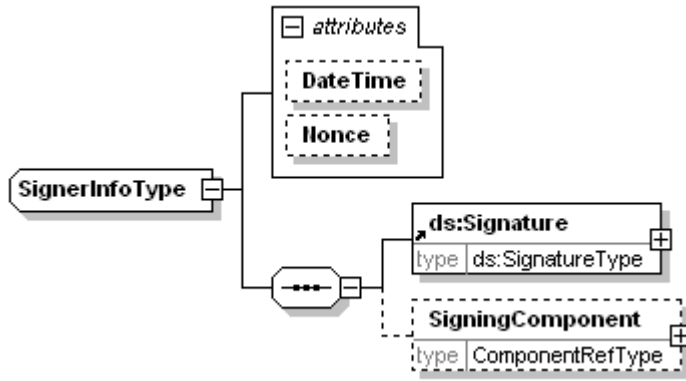 attributes
DateTime
Nonce
SignerInfoType
ds:Signature
type ds:SignatureType
SigningComponent
type ComponentRefType